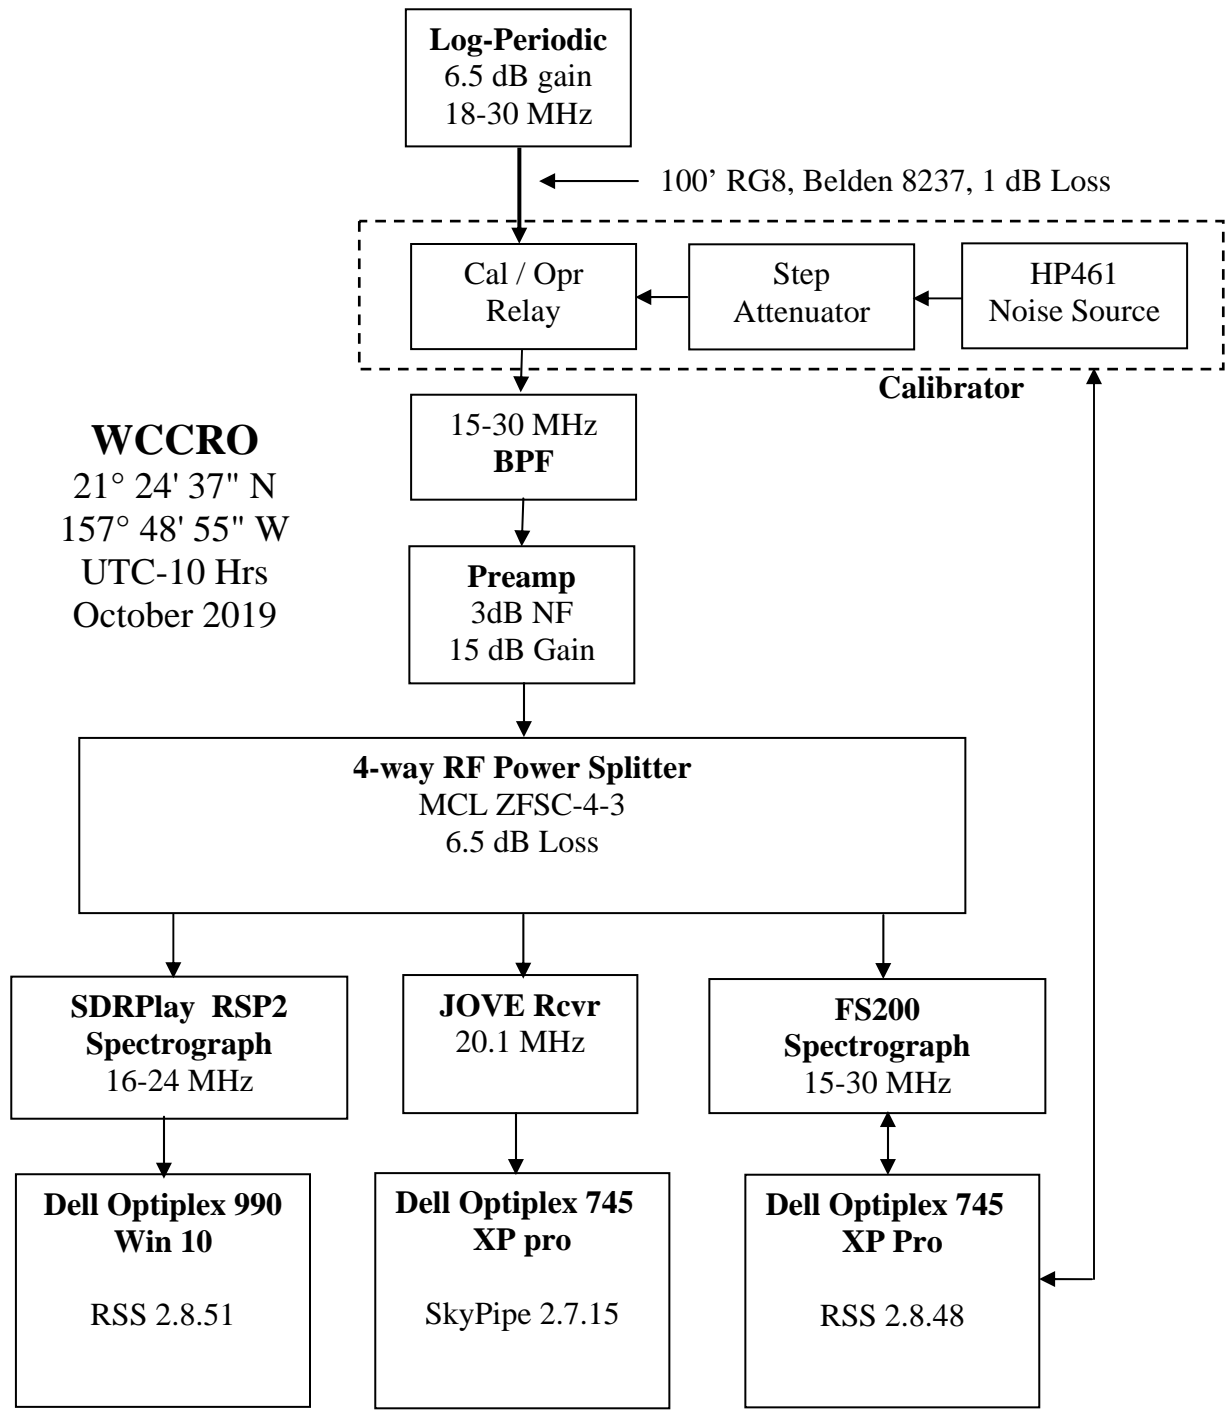 Log-Periodic
6.5 dB gain
18-30 MHz
100’ RG8, Belden 8237, 1 dB Loss
Cal / Opr
Relay
Step
Attenuator
HP461
Noise Source
Calibrator
15-30 MHz
BPF
WCCRO
21° 24' 37" N
157° 48' 55" W
UTC-10 Hrs
October 2019
Preamp
3dB NF
15 dB Gain
4-way RF Power Splitter
MCL ZFSC-4-3
6.5 dB Loss
SDRPlay  RSP2
Spectrograph
16-24 MHz
JOVE Rcvr
20.1 MHz
FS200
Spectrograph
15-30 MHz
Dell Optiplex 990
Win 10
RSS 2.8.51
Dell Optiplex 745
XP pro
SkyPipe 2.7.15
Dell Optiplex 745
XP Pro
RSS 2.8.48